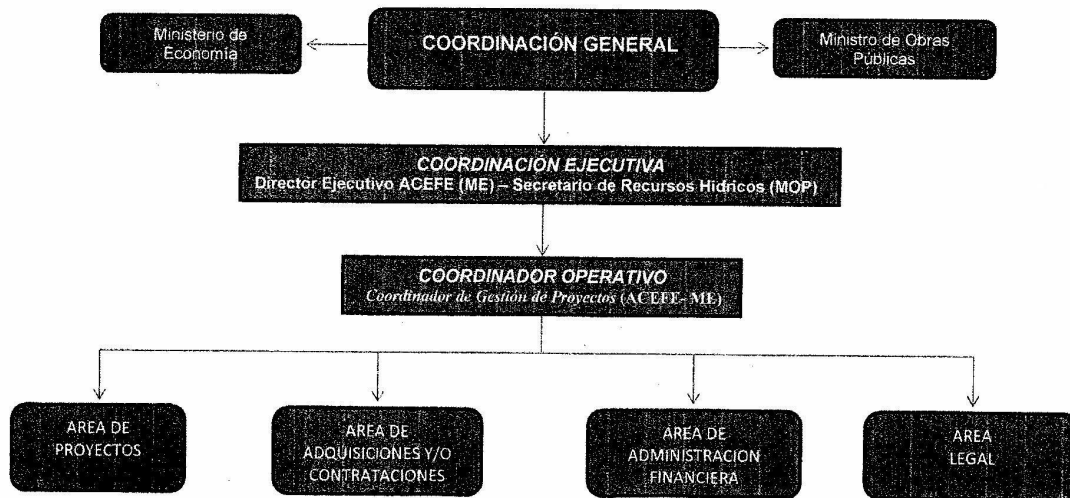 Ministerio de
Economía
COORDINACIÓN GENERAL
Ministro de Obras
Públicas
COORDINACIÓN EJECUTIVA
Director Ejecutivo ACEFE (ME) – Secretario de Recursos Hídricos (MOP)
COORDINADOR OPERATIVO
Coordinador de Gestión de Proyectos (ACEFE- ME)
AREA DE
PROYECTOS
AREA DE
ADQUISICIONES Y/O
CONTRATACIONES
AREA DE
ADMINISTRACION
FINANCIERA
AREA
LEGAL